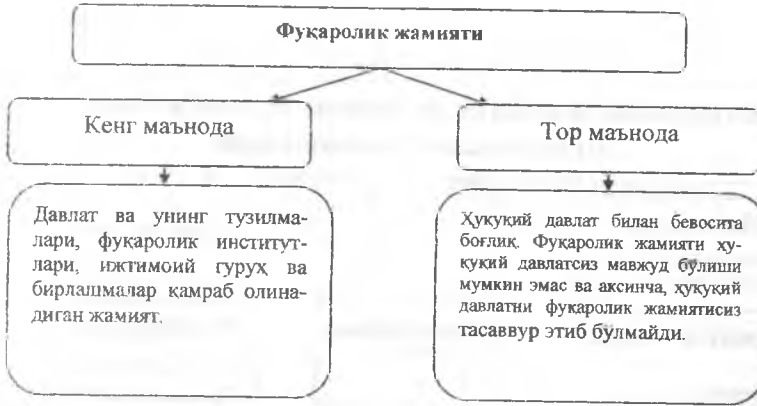 Фуқаролик жамияти
Кенг маънода
Тор маънода
Давлат ва унинг тузилма-
лари, фуқаролик институт-
лари, ижтимоий гуруҳ ва
бирлашмалар қамраб олина-
диган жамият.
Ҳуқуқий давлат билан бевосита
боғлиқ. Фуқаролик жамияти ҳу-
қуқий давлатсиз мавжуд бўлиши
мумкин эмас ва аксинча, ҳуқуқий
давлатни фуқаролик жамиятисиз
тасаввур этиб бўлмайди.